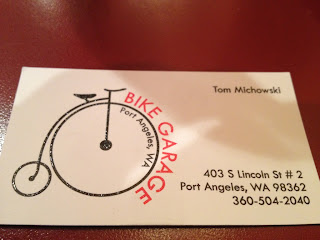 Tom Michowski
BIKE GARAGE
Port Angeles, WA
403 S Lincoln St # 2
Port Angeles, WA 98362
360-504-2040